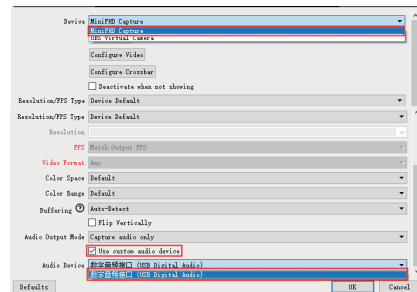 Device MiniFHD Capture
MiniFHD Capture
OBS Virtual Camera
Configure Video
Configure Crossbar
Deactivate when not showing
Resolution/FPS Type Device Default
Resolution/FPS Type Device Default
Resolution
FPS Match Output FPS
Video Format Any
Color Space Default
Color Range Default
Buffering ? Auto-Detect
Flip Vertically
Audio Output Mode Capture audio only
Use custom audio device
Audio Device 数字音频接口 (USB Digital Audio)
数字音频接口 (USB Digital Audio)
Defaults OK Cancel